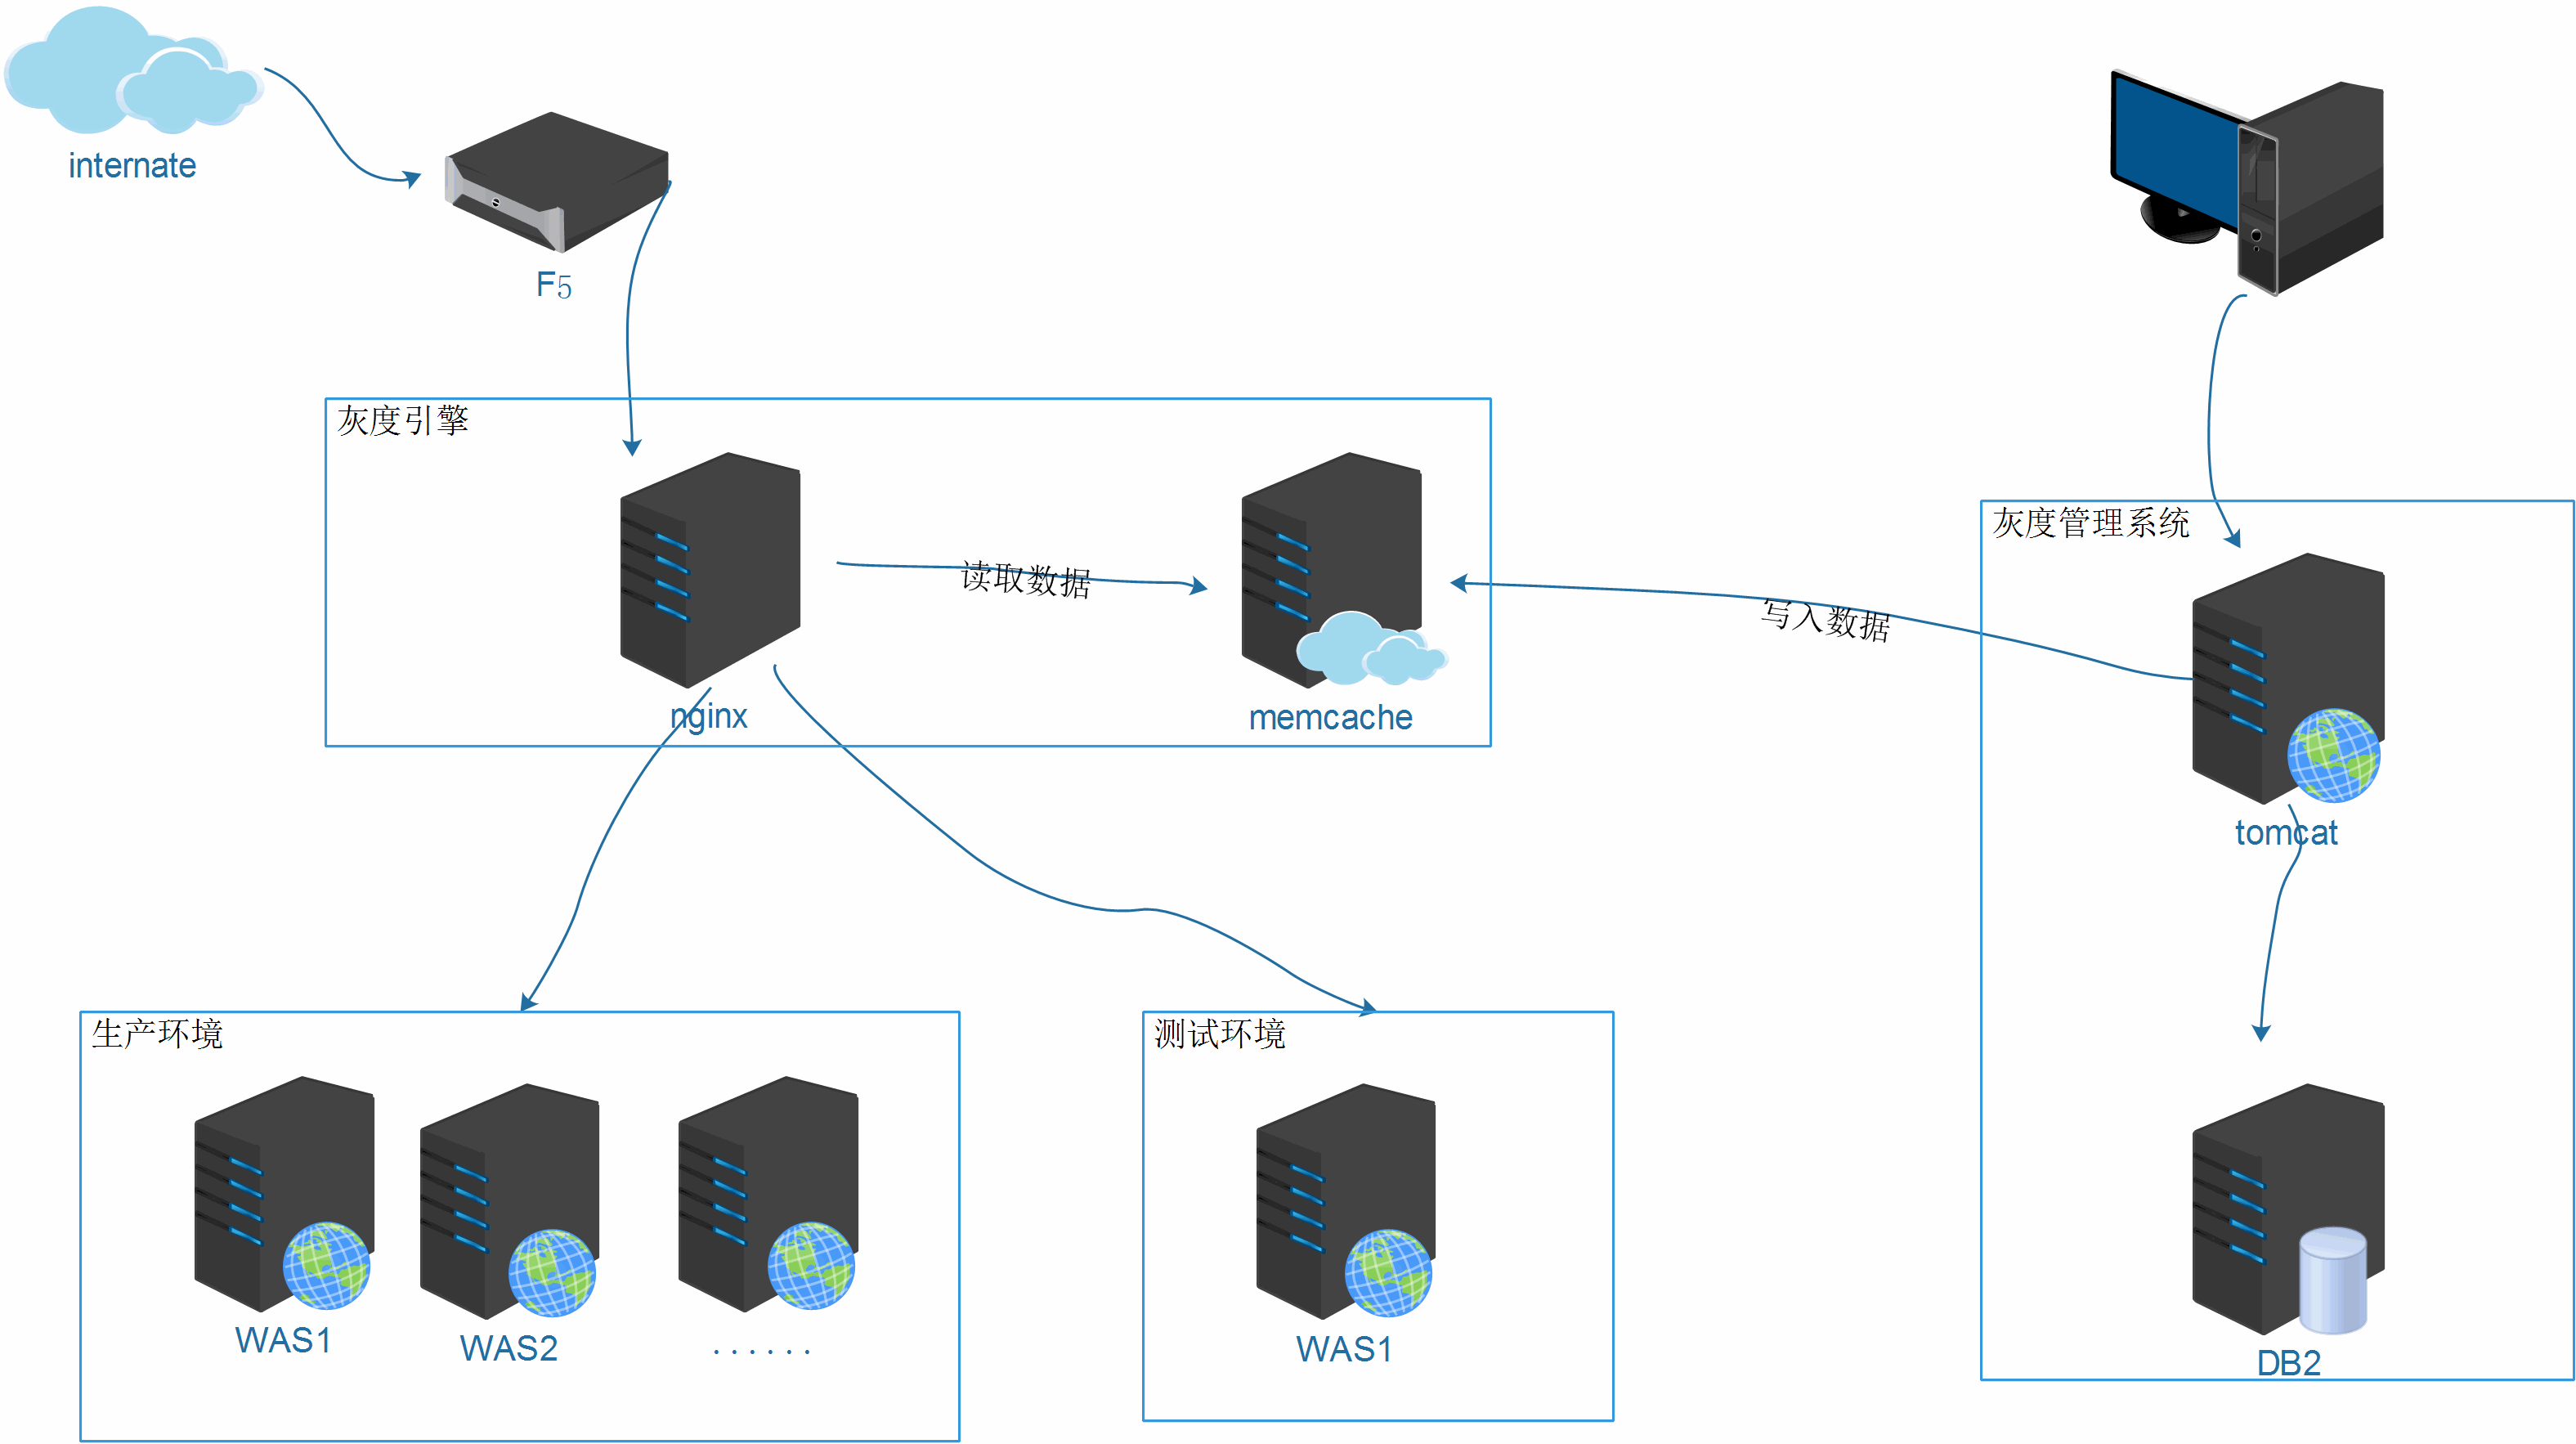 internate
F5
灰度引擎
灰度管理系统
读取数据
写入数据
nginx
memcache
tomcat
生产环境
测试环境
WAS1
WAS2
......
WAS1
DB2